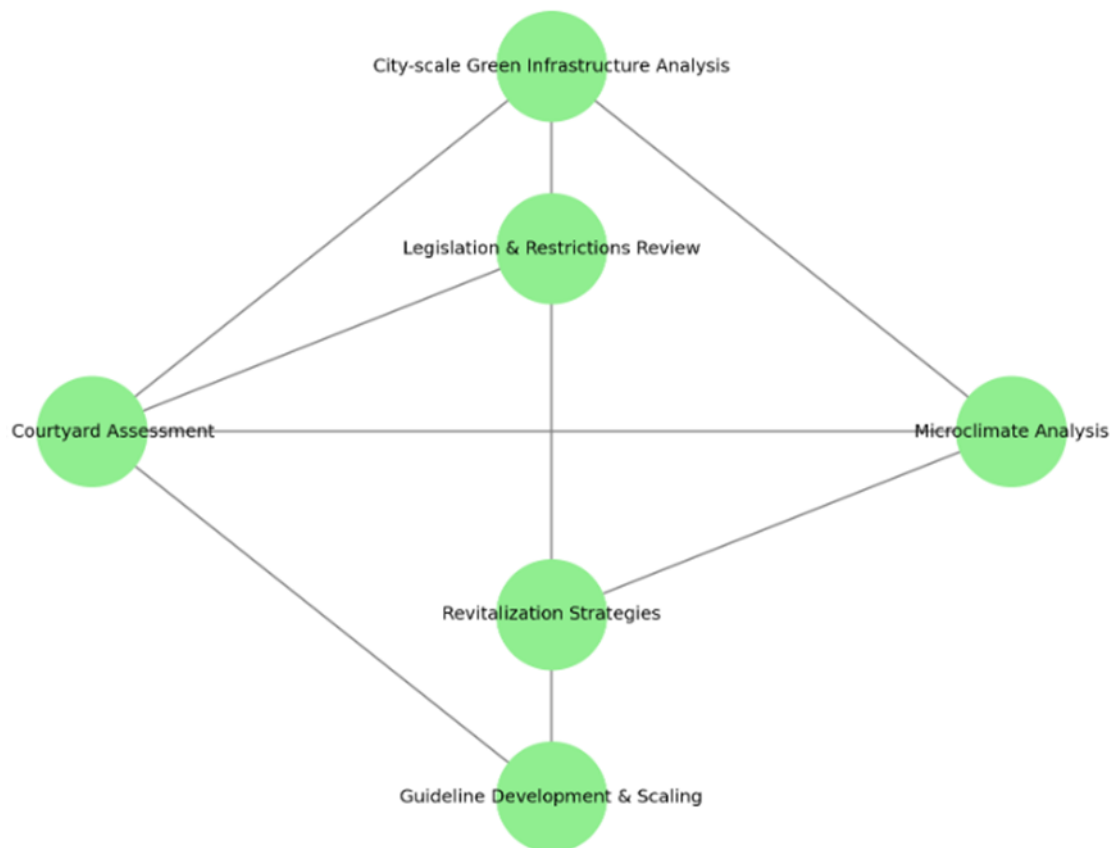 City-scale Green Infrastructure Analysis
Legislation & Restrictions Review
Courtyard Assessment
Microclimate Analysis
Revitalization Strategies
Guideline Development & Scaling